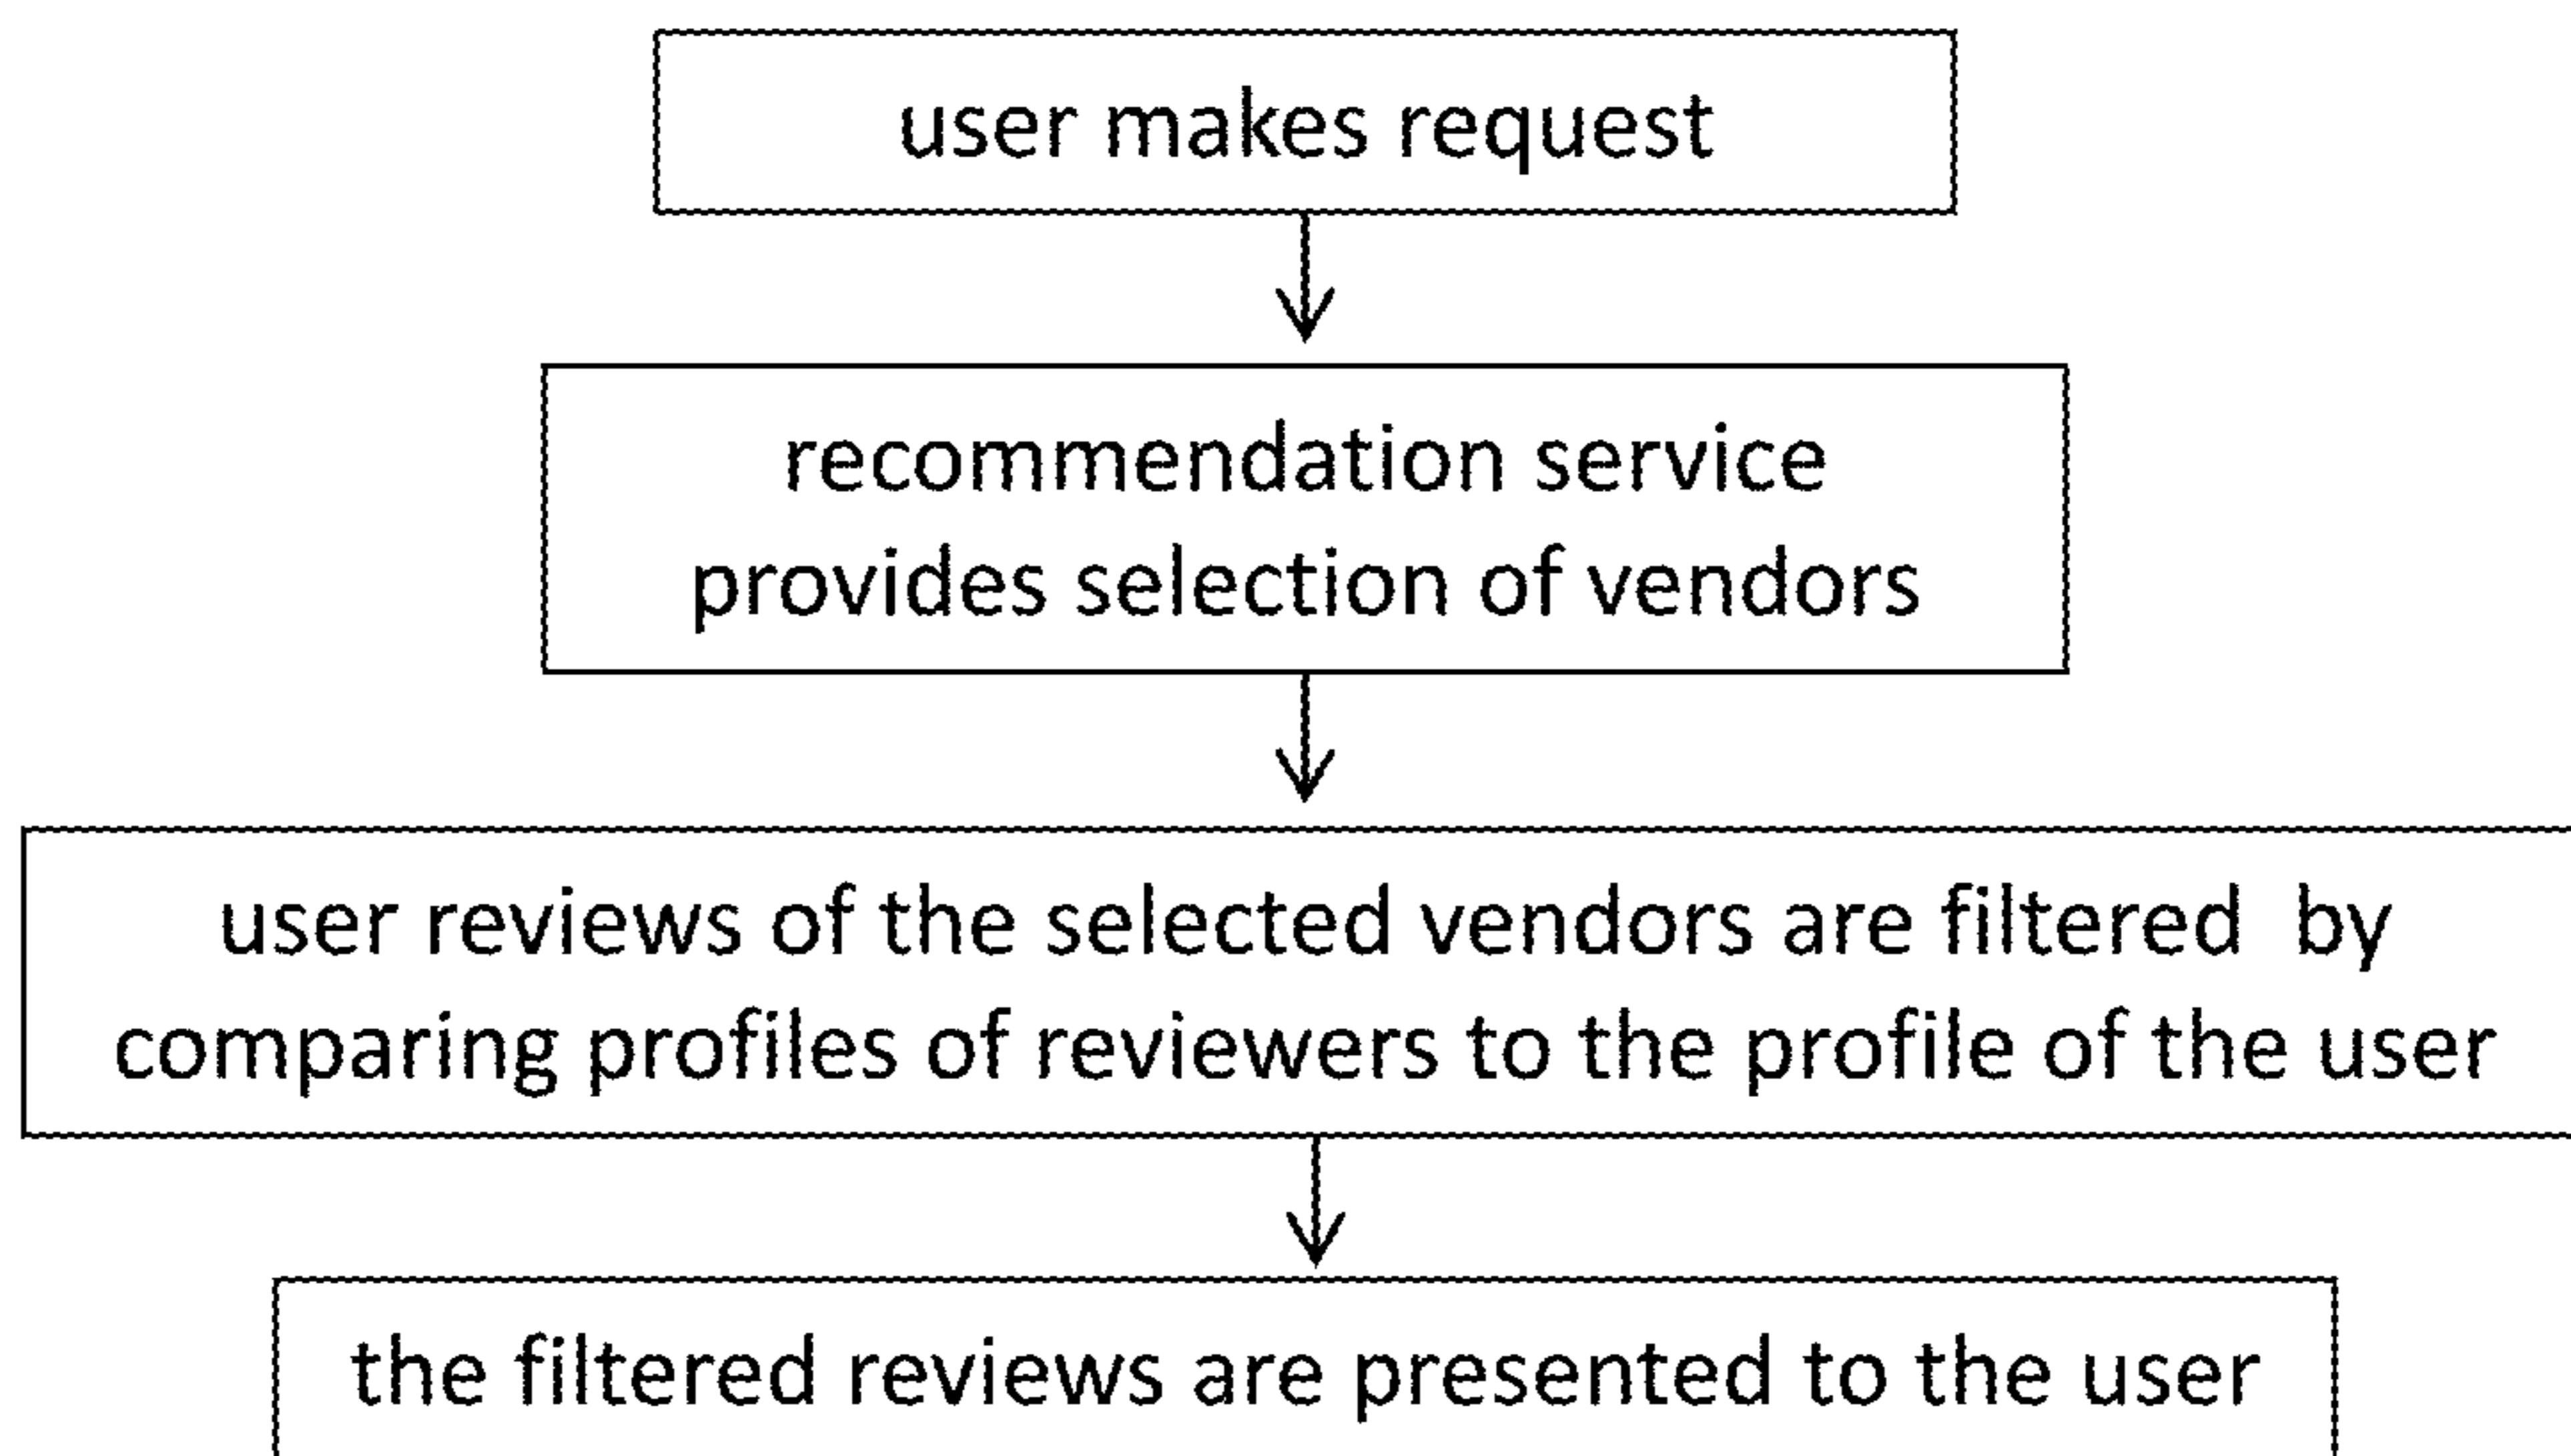 user makes request
recommendation service
provides selection of vendors
user reviews of the selected vendors are filtered  by
comparing profiles of reviewers to the profile of the user
the filtered reviews are presented to the user